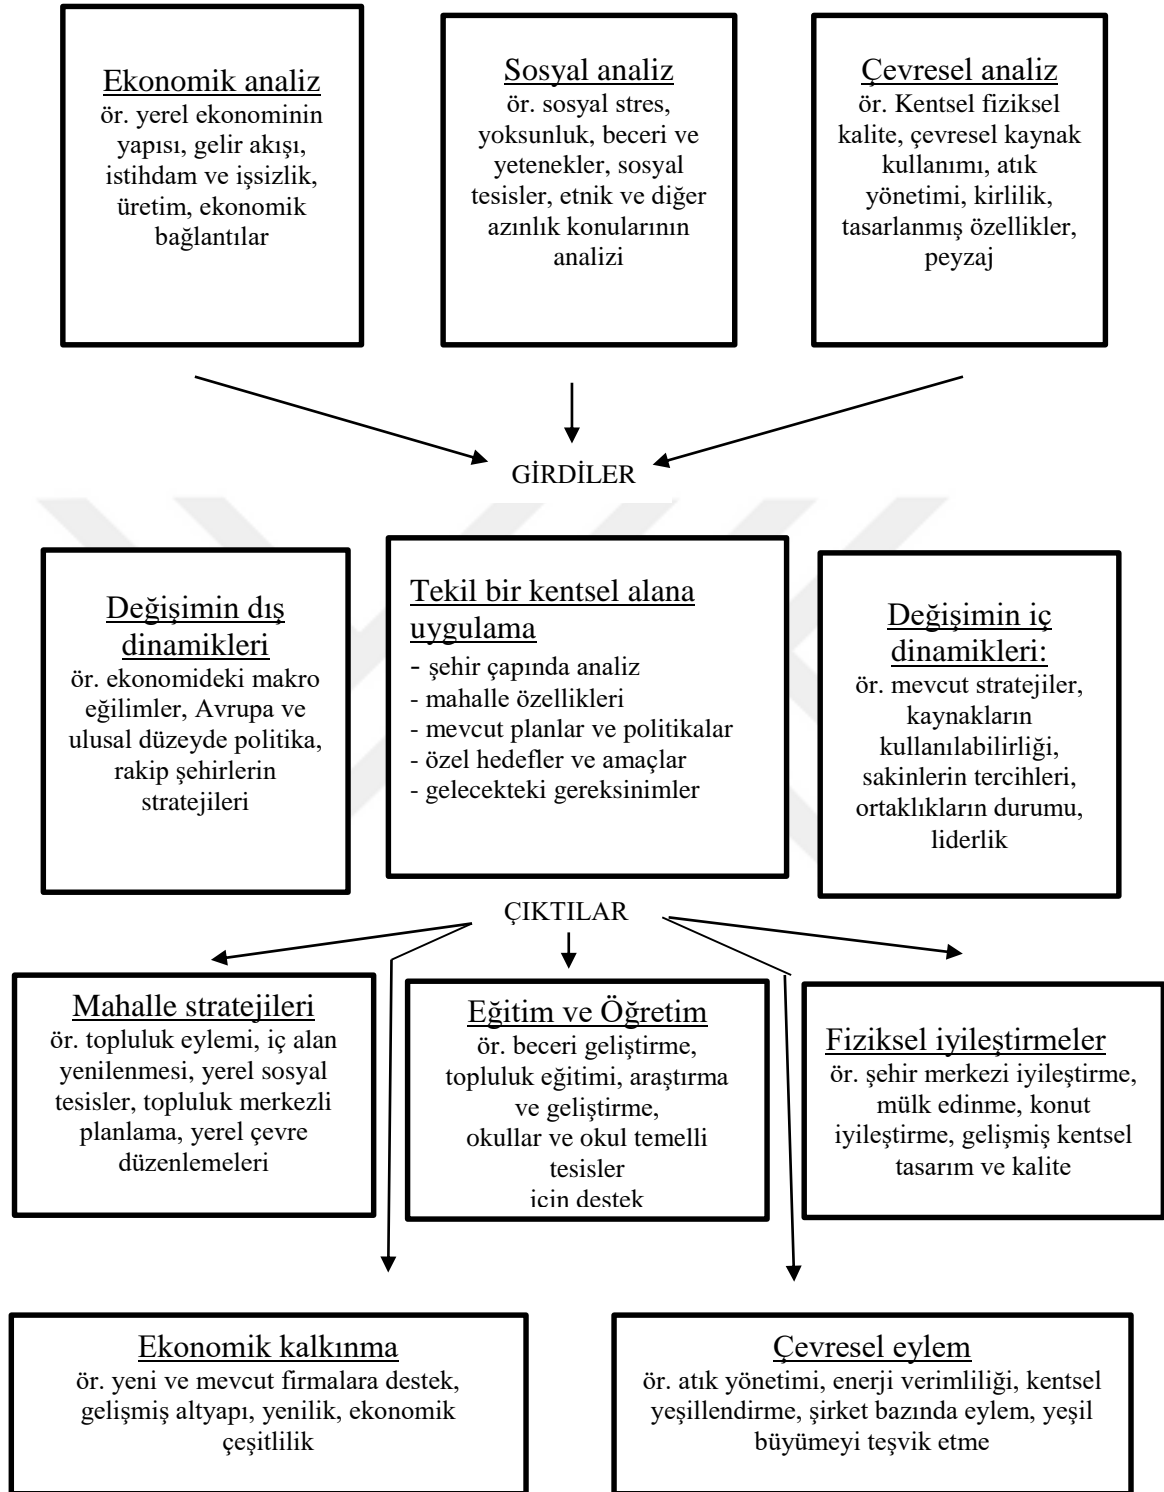 Ekonomik analiz
ör. yerel ekonominin
yapısı, gelir akışı,
istihdam ve işsizlik,
üretim, ekonomik
bağlantılar
Sosyal analiz
ör. sosyal stres,
yoksunluk, beceri ve
yetenekler, sosyal
tesisler, etnik ve diğer
azınlık konularının
analizi
Çevresel analiz
ör. Kentsel fiziksel
kalite, çevresel kaynak
kullanımı, atık
yönetimi, kirlilik,
tasarlanmış özellikler,
peyzaj
GİRDİLER
Değişimin dış
dinamikleri
ör. ekonomideki makro
eğilimler, Avrupa ve
ulusal düzeyde politika,
rakip şehirlerin
stratejileri
Tekil bir kentsel alana
uygulama
- şehir çapında analiz
- mahalle özellikleri
- mevcut planlar ve politikalar
- özel hedefler ve amaçlar
- gelecekteki gereksinimler
Değişimin iç
dinamikleri:
ör. mevcut stratejiler,
kaynakların
kullanılabilirliği,
sakinlerin tercihleri,
ortaklıkların durumu,
liderlik
ÇIKTILAR
Mahalle stratejileri
ör. topluluk eylemi, iç alan
yenilenmesi, yerel sosyal
tesisler, topluluk merkezli
planlama, yerel çevre
düzenlemeleri
Eğitim ve Öğretim
ör. beceri geliştirme,
topluluk eğitimi, araştırma
ve geliştirme,
okullar ve okul temelli
tesisler
için destek
Fiziksel iyileştirmeler
ör. şehir merkezi iyileştirme,
mülk edinme, konut
iyileştirme, gelişmiş kentsel
tasarım ve kalite
Ekonomik kalkınma
ör. yeni ve mevcut firmalara destek,
gelişmiş altyapı, yenilik, ekonomik
çeşitlilik
Çevresel eylem
ör. atık yönetimi, enerji verimliliği, kentsel
yeşillendirme, şirket bazında eylem, yeşil
büyümeyi teşvik etme